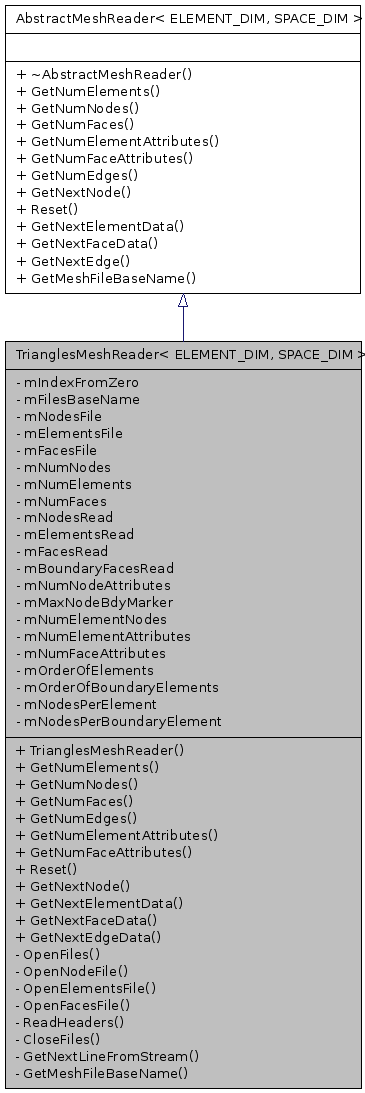 AbstractMeshReader< ELEMENT_DIM, SPACE_DIM >
+ ~AbstractMeshReader()
+ GetNumElements()
+ GetNumNodes()
+ GetNumFaces()
+ GetNumElementAttributes()
+ GetNumFaceAttributes()
+ GetNumEdges()
+ GetNextNode()
+ Reset()
+ GetNextElementData()
+ GetNextFaceData()
+ GetNextEdge()
+ GetMeshFileBaseName()
TrianglesMeshReader< ELEMENT_DIM, SPACE_DIM >
- mIndexFromZero
- mFilesBaseName
- mNodesFile
- mElementsFile
- mFacesFile
- mNumNodes
- mNumElements
- mNumFaces
- mNodesRead
- mElementsRead
- mFacesRead
- mBoundaryFacesRead
- mNumNodeAttributes
- mMaxNodeBdyMarker
- mNumElementNodes
- mNumElementAttributes
- mNumFaceAttributes
- mOrderOfElements
- mOrderOfBoundaryElements
- mNodesPerElement
- mNodesPerBoundaryElement
+ TrianglesMeshReader()
+ GetNumElements()
+ GetNumNodes()
+ GetNumFaces()
+ GetNumEdges()
+ GetNumElementAttributes()
+ GetNumFaceAttributes()
+ Reset()
+ GetNextNode()
+ GetNextElementData()
+ GetNextFaceData()
+ GetNextEdgeData()
- OpenFiles()
- OpenNodeFile()
- OpenElementsFile()
- OpenFacesFile()
- ReadHeaders()
- CloseFiles()
- GetNextLineFromStream()
- GetMeshFileBaseName()